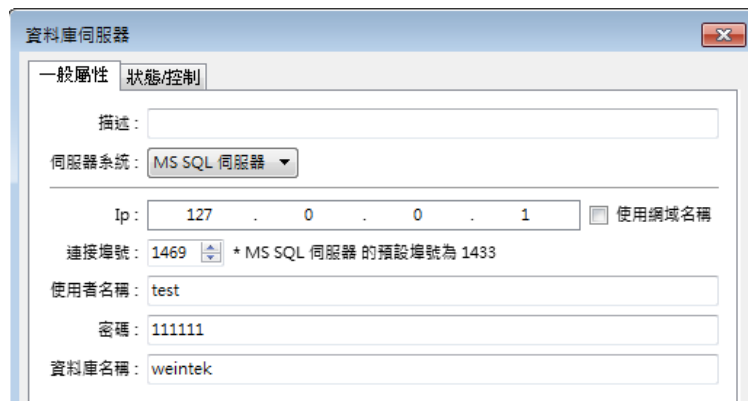 資料庫伺服器
一般屬性 狀態/控制
描述：
伺服器系統： MS SQL 伺服器
Ip： 127 . 0 . 0 . 1 使用網域名稱
連接埠號： 1469 * MS SQL 伺服器 的預設埠號為 1433
使用者名稱： test
密碼： 111111
資料庫名稱： weintek